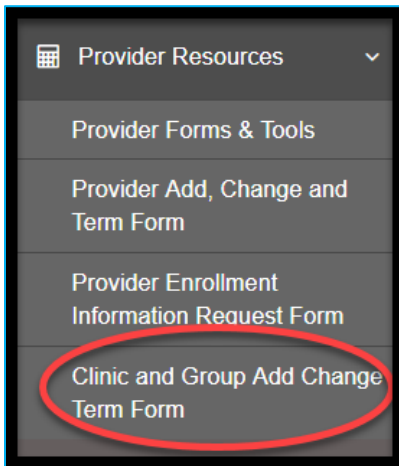 Provider Resources
Provider Forms & Tools
Provider Add, Change and
Term Form
Provider Enrollment
Information Request Form
Clinic and Group Add Change
Term Form